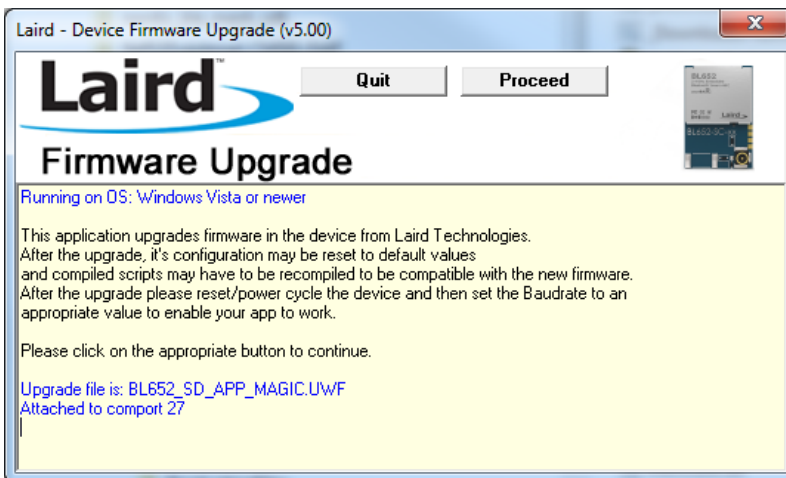 Laird - Device Firmware Upgrade (v5.00)
Laird™
Quit
Proceed
BL652
Laird
BL652-SC
Firmware Upgrade
Running on OS: Windows Vista or newer
This application upgrades firmware in the device from Laird Technologies.
After the upgrade, it's configuration may be reset to default values
and compiled scripts may have to be recompiled to be compatible with the new firmware.
After the upgrade please reset/power cycle the device and then set the Baudrate to an
appropriate value to enable your app to work.
Please click on the appropriate button to continue.
Upgrade file is: BL652_SD_APP_MAGIC.UWF
Attached to comport 27